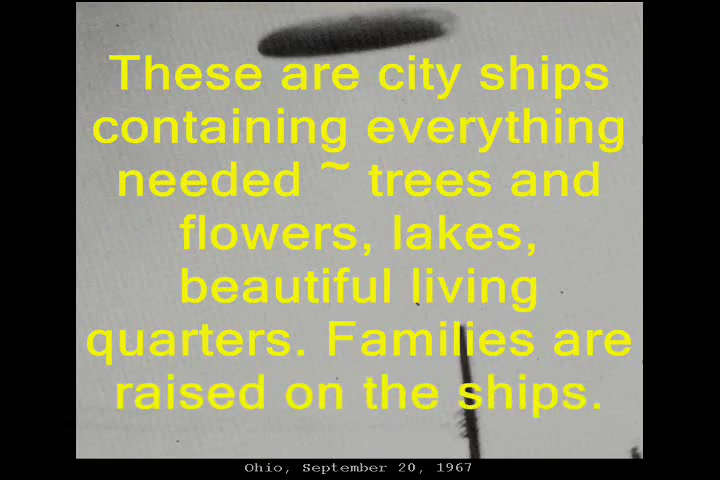 These are city ships
containing everything
needed ~ trees and
flowers, lakes,
beautiful living
quarters. Families are
raised on the ships.
Ohio, September 20, 1967